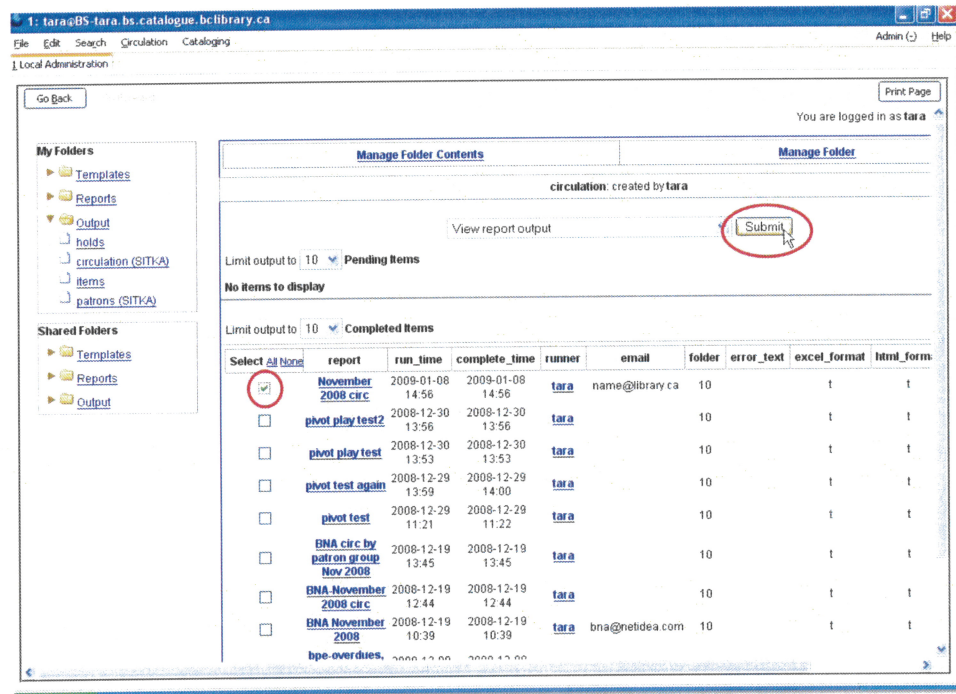 1: tara@BS-tara.bs.catalogue.bclibrary.ca
File Edit Search Circulation Cataloging Admin (-) Help
1 Local Administration
Go Back Print Page
You are logged in as tara
My Folders
Templates
Reports
Output
holds
circulation (SITKA)
items
patrons (SITKA)
Shared Folders
Templates
Reports
Output
Manage Folder Contents Manage Folder
circulation: created by tara
View report output Submit
Limit output to 10 Pending Items
No items to display
Limit output to 10 Completed Items
Select All None report run_time complete_time runner email folder error_text excel_format html_form
November 2008 circ 2009-01-08 14:56 2009-01-08 14:56 tara name@library.ca 10 t t
pivot play test2 2008-12-30 13:56 2008-12-30 13:56 tara 10 t t
pivot play test 2008-12-30 13:53 2008-12-30 13:53 tara 10 t t
pivot test again 2008-12-29 13:59 2008-12-29 14:00 tara 10 t t
pivot test 2008-12-29 11:21 2008-12-29 11:22 tara 10 t t
BNA circ by patron group Nov 2008 2008-12-19 13:45 2008-12-19 13:45 tara 10 t t
BNA-November 2008 circ 2008-12-19 12:44 2008-12-19 12:44 tara 10 t t
BNA November 2008 2008-12-19 10:39 2008-12-19 10:39 tara bna@netidea.com 10 t t
bpe-overdues,